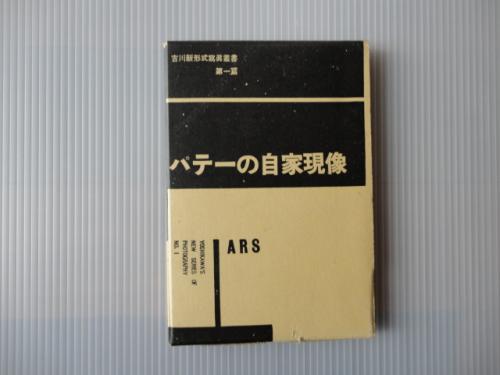 吉川新形式寫眞叢書
第一篇
パテーの自家現像
ARS
YOSHIKAWA'S
NEW SERIES OF
PHOTOGRAPHY
NO. 1